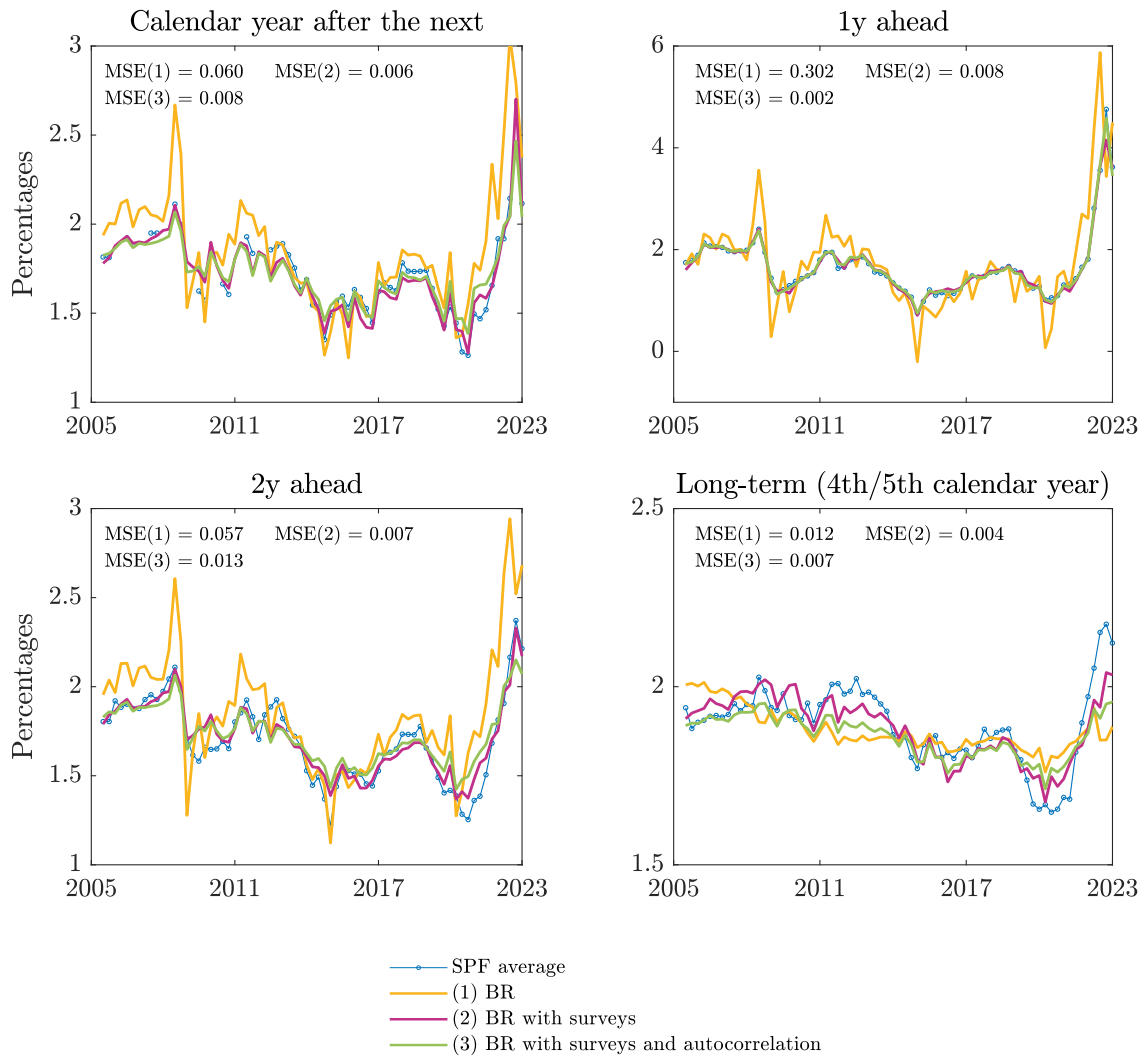 Calendar year after the next
MSE(1) = 0.060 MSE(2) = 0.006
MSE(3) = 0.008
Percentages
3
2.5
2
1.5
1
2005 2011 2017 2023
1y ahead
MSE(1) = 0.302 MSE(2) = 0.008
MSE(3) = 0.002
6
4
2
0
2005 2011 2017 2023
2y ahead
MSE(1) = 0.057 MSE(2) = 0.007
MSE(3) = 0.013
Percentages
3
2.5
2
1.5
1
2005 2011 2017 2023
Long-term (4th/5th calendar year)
MSE(1) = 0.012 MSE(2) = 0.004
MSE(3) = 0.007
2.5
2
1.5
2005 2011 2017 2023
SPF average
(1) BR
(2) BR with surveys
(3) BR with surveys and autocorrelation